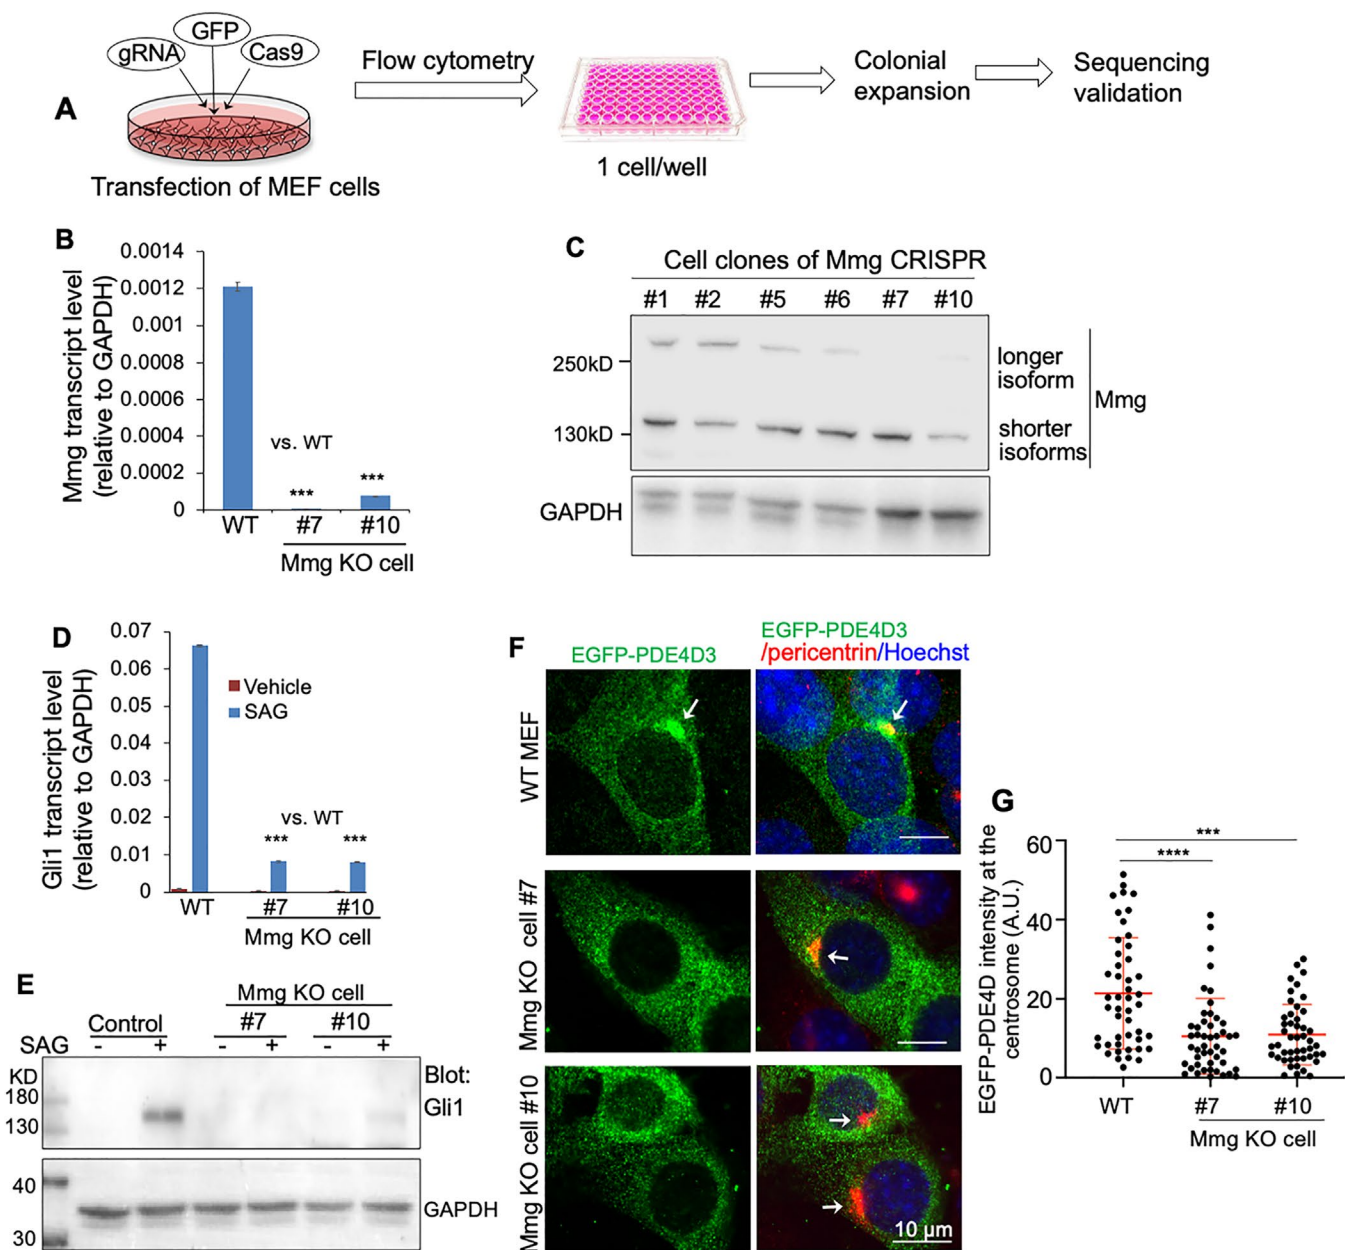 A
gRNA
GFP
Cas9
Transfection of MEF cells
Flow cytometry
1 cell/well
Colonial
expansion
Sequencing
validation
B
Mmg transcript level
(relative to GAPDH)
0.0014
0.0012
0.001
0.0008
0.0006
0.0004
0.0002
0
vs. WT
***
***
WT
#7
#10
Mmg KO cell
C
Cell clones of Mmg CRISPR
#1 #2 #5 #6 #7 #10
250kD
130kD
longer
isoform
shorter
isoforms
Mmg
GAPDH
D
Gli1 transcript level
(relative to GAPDH)
0.07
0.06
0.05
0.04
0.03
0.02
0.01
0
Vehicle
SAG
vs. WT
***
***
WT
#7
#10
Mmg KO cell
E
Mmg KO cell
Control #7 #10
SAG - + - + - +
KD
180
130
Blot:
Gli1
40
30
GAPDH
F
EGFP-PDE4D3
EGFP-PDE4D3
/pericentrin/Hoechst
WT MEF
Mmg KO cell #7
Mmg KO cell #10
10 µm
G
EGFP-PDE4D intensity at the
centrosome (A.U.)
60
40
20
0
***
****
WT
#7
#10
Mmg KO cell